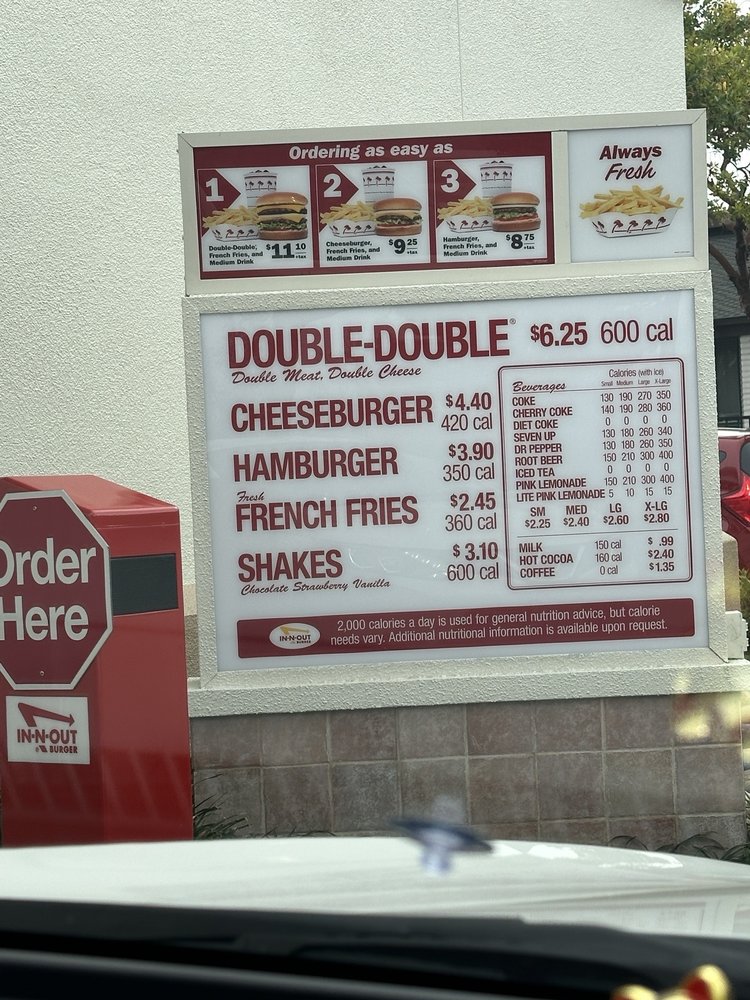 Ordering as easy as
1
Double-Double,
French Fries, and
Medium Drink
$11 10
+tax
2
Cheeseburger,
French Fries, and
Medium Drink
$9 25
+tax
3
Hamburger,
French Fries, and
Medium Drink
$8 75
+tax
Always
Fresh
DOUBLE-DOUBLE® $6.25 600 cal
Double Meat, Double Cheese
CHEESEBURGER $4.40
420 cal
HAMBURGER $3.90
350 cal
Fresh
FRENCH FRIES $2.45
360 cal
SHAKES $3.10
600 cal
Chocolate Strawberry Vanilla
Calories (with ice)
Beverages Small Medium Large X-Large
COKE 130 190 270 350
CHERRY COKE 140 190 280 360
DIET COKE 0 0 0 0
SEVEN UP 130 180 260 340
DR PEPPER 130 180 260 350
ROOT BEER 150 210 300 400
ICED TEA 0 0 0 0
PINK LEMONADE 150 210 300 400
LITE PINK LEMONADE 5 10 15 15
SM MED LG X-LG
$2.25 $2.40 $2.60 $2.80
MILK 150 cal $ .99
HOT COCOA 160 cal $2.40
COFFEE 0 cal $1.35
IN-N-OUT
BURGER
2,000 calories a day is used for general nutrition advice, but calorie
needs vary. Additional nutritional information is available upon request.
Order
Here
IN-N-OUT
BURGER